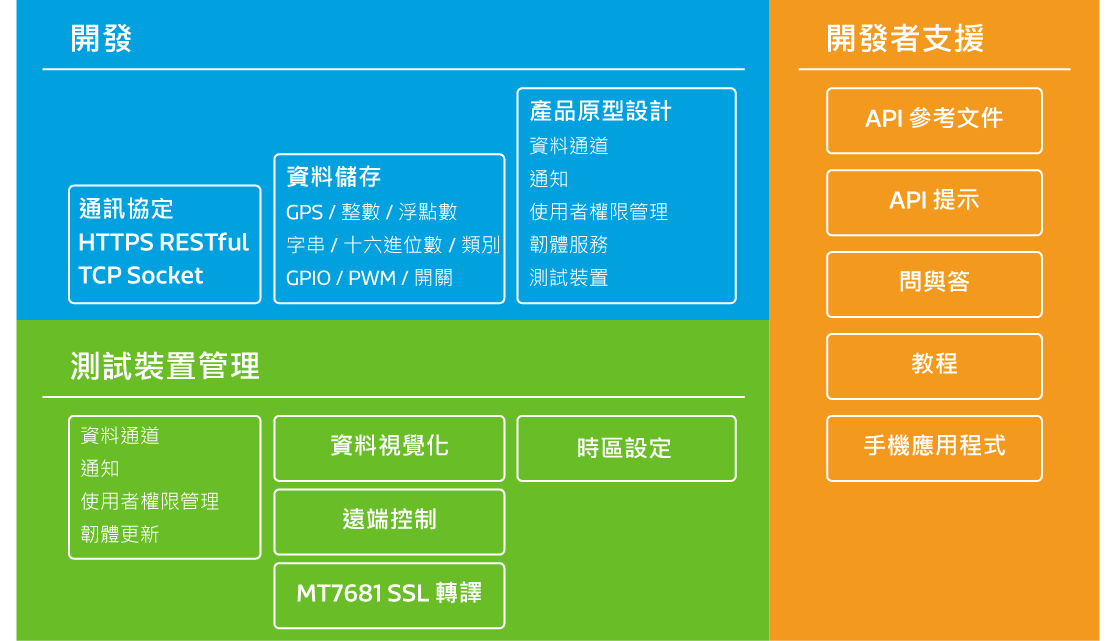 開發
通訊協定
HTTPS RESTful
TCP Socket
資料儲存
GPS / 整數 / 浮點數
字串 / 十六進位數 / 類別
GPIO / PWM / 開關
產品原型設計
資料通道
通知
使用者權限管理
韌體服務
測試裝置
測試裝置管理
資料通道
通知
使用者權限管理
韌體更新
資料視覺化
遠端控制
MT7681 SSL 轉譯
時區設定
開發者支援
API 參考文件
API 提示
問與答
教程
手機應用程式